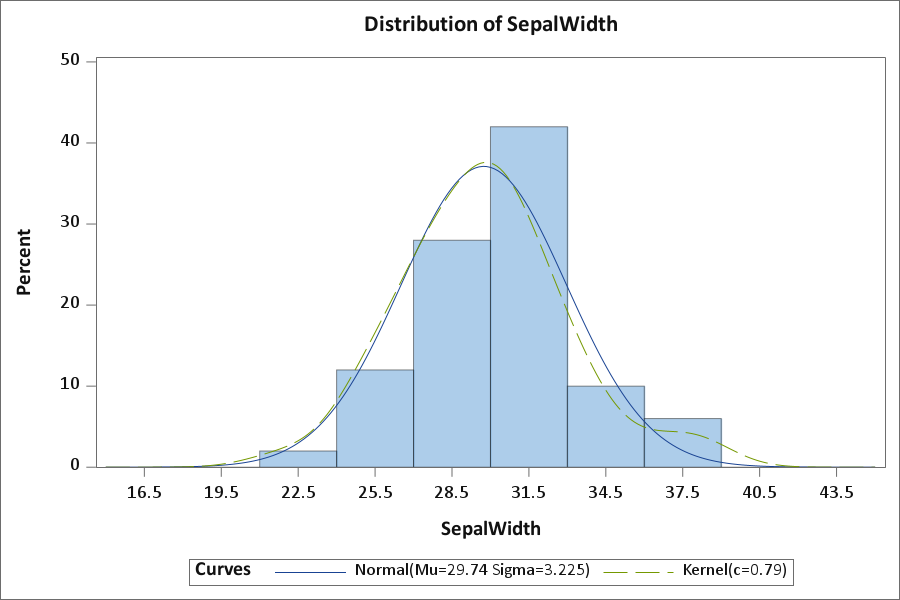 Distribution of SepalWidth
50
40
30
20
10
0
Percent
16.5 19.5 22.5 25.5 28.5 31.5 34.5 37.5 40.5 43.5
SepalWidth
Curves Normal(Mu=29.74 Sigma=3.225) Kernel(c=0.79)